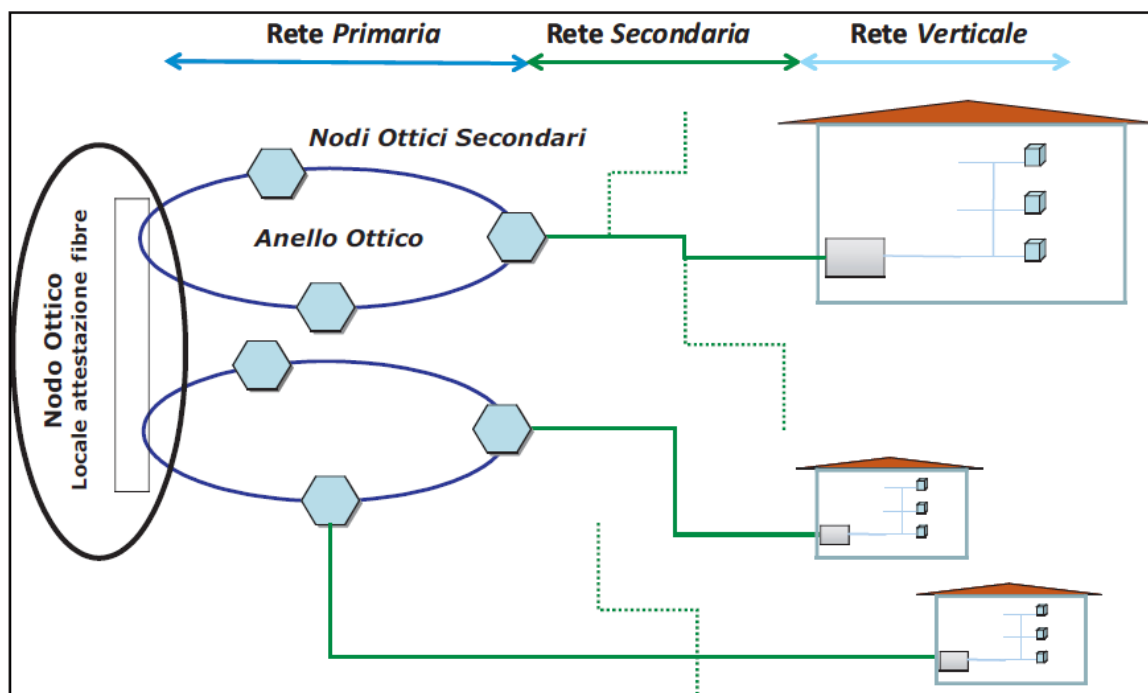 Rete Primaria
Rete Secondaria
Rete Verticale
Nodi Ottici Secondari
Anello Ottico
Nodo Ottico
Locale attestazione fibre